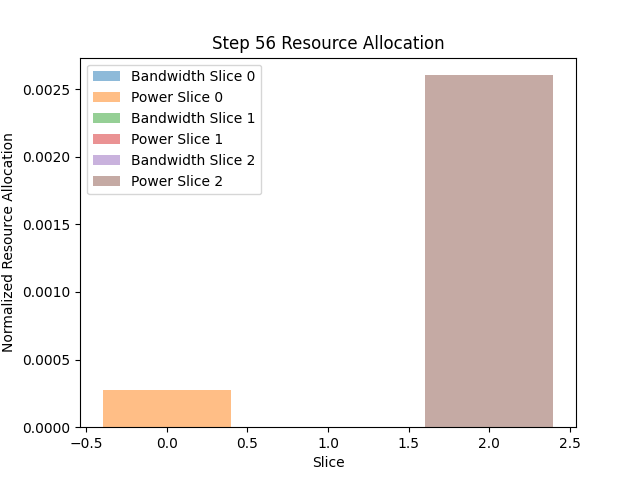 Step 56 Resource Allocation
Normalized Resource Allocation
0.0025
0.0020
0.0015
0.0010
0.0005
0.0000
Bandwidth Slice 0
Power Slice 0
Bandwidth Slice 1
Power Slice 1
Bandwidth Slice 2
Power Slice 2
−0.5 0.0 0.5 1.0 1.5 2.0 2.5
Slice